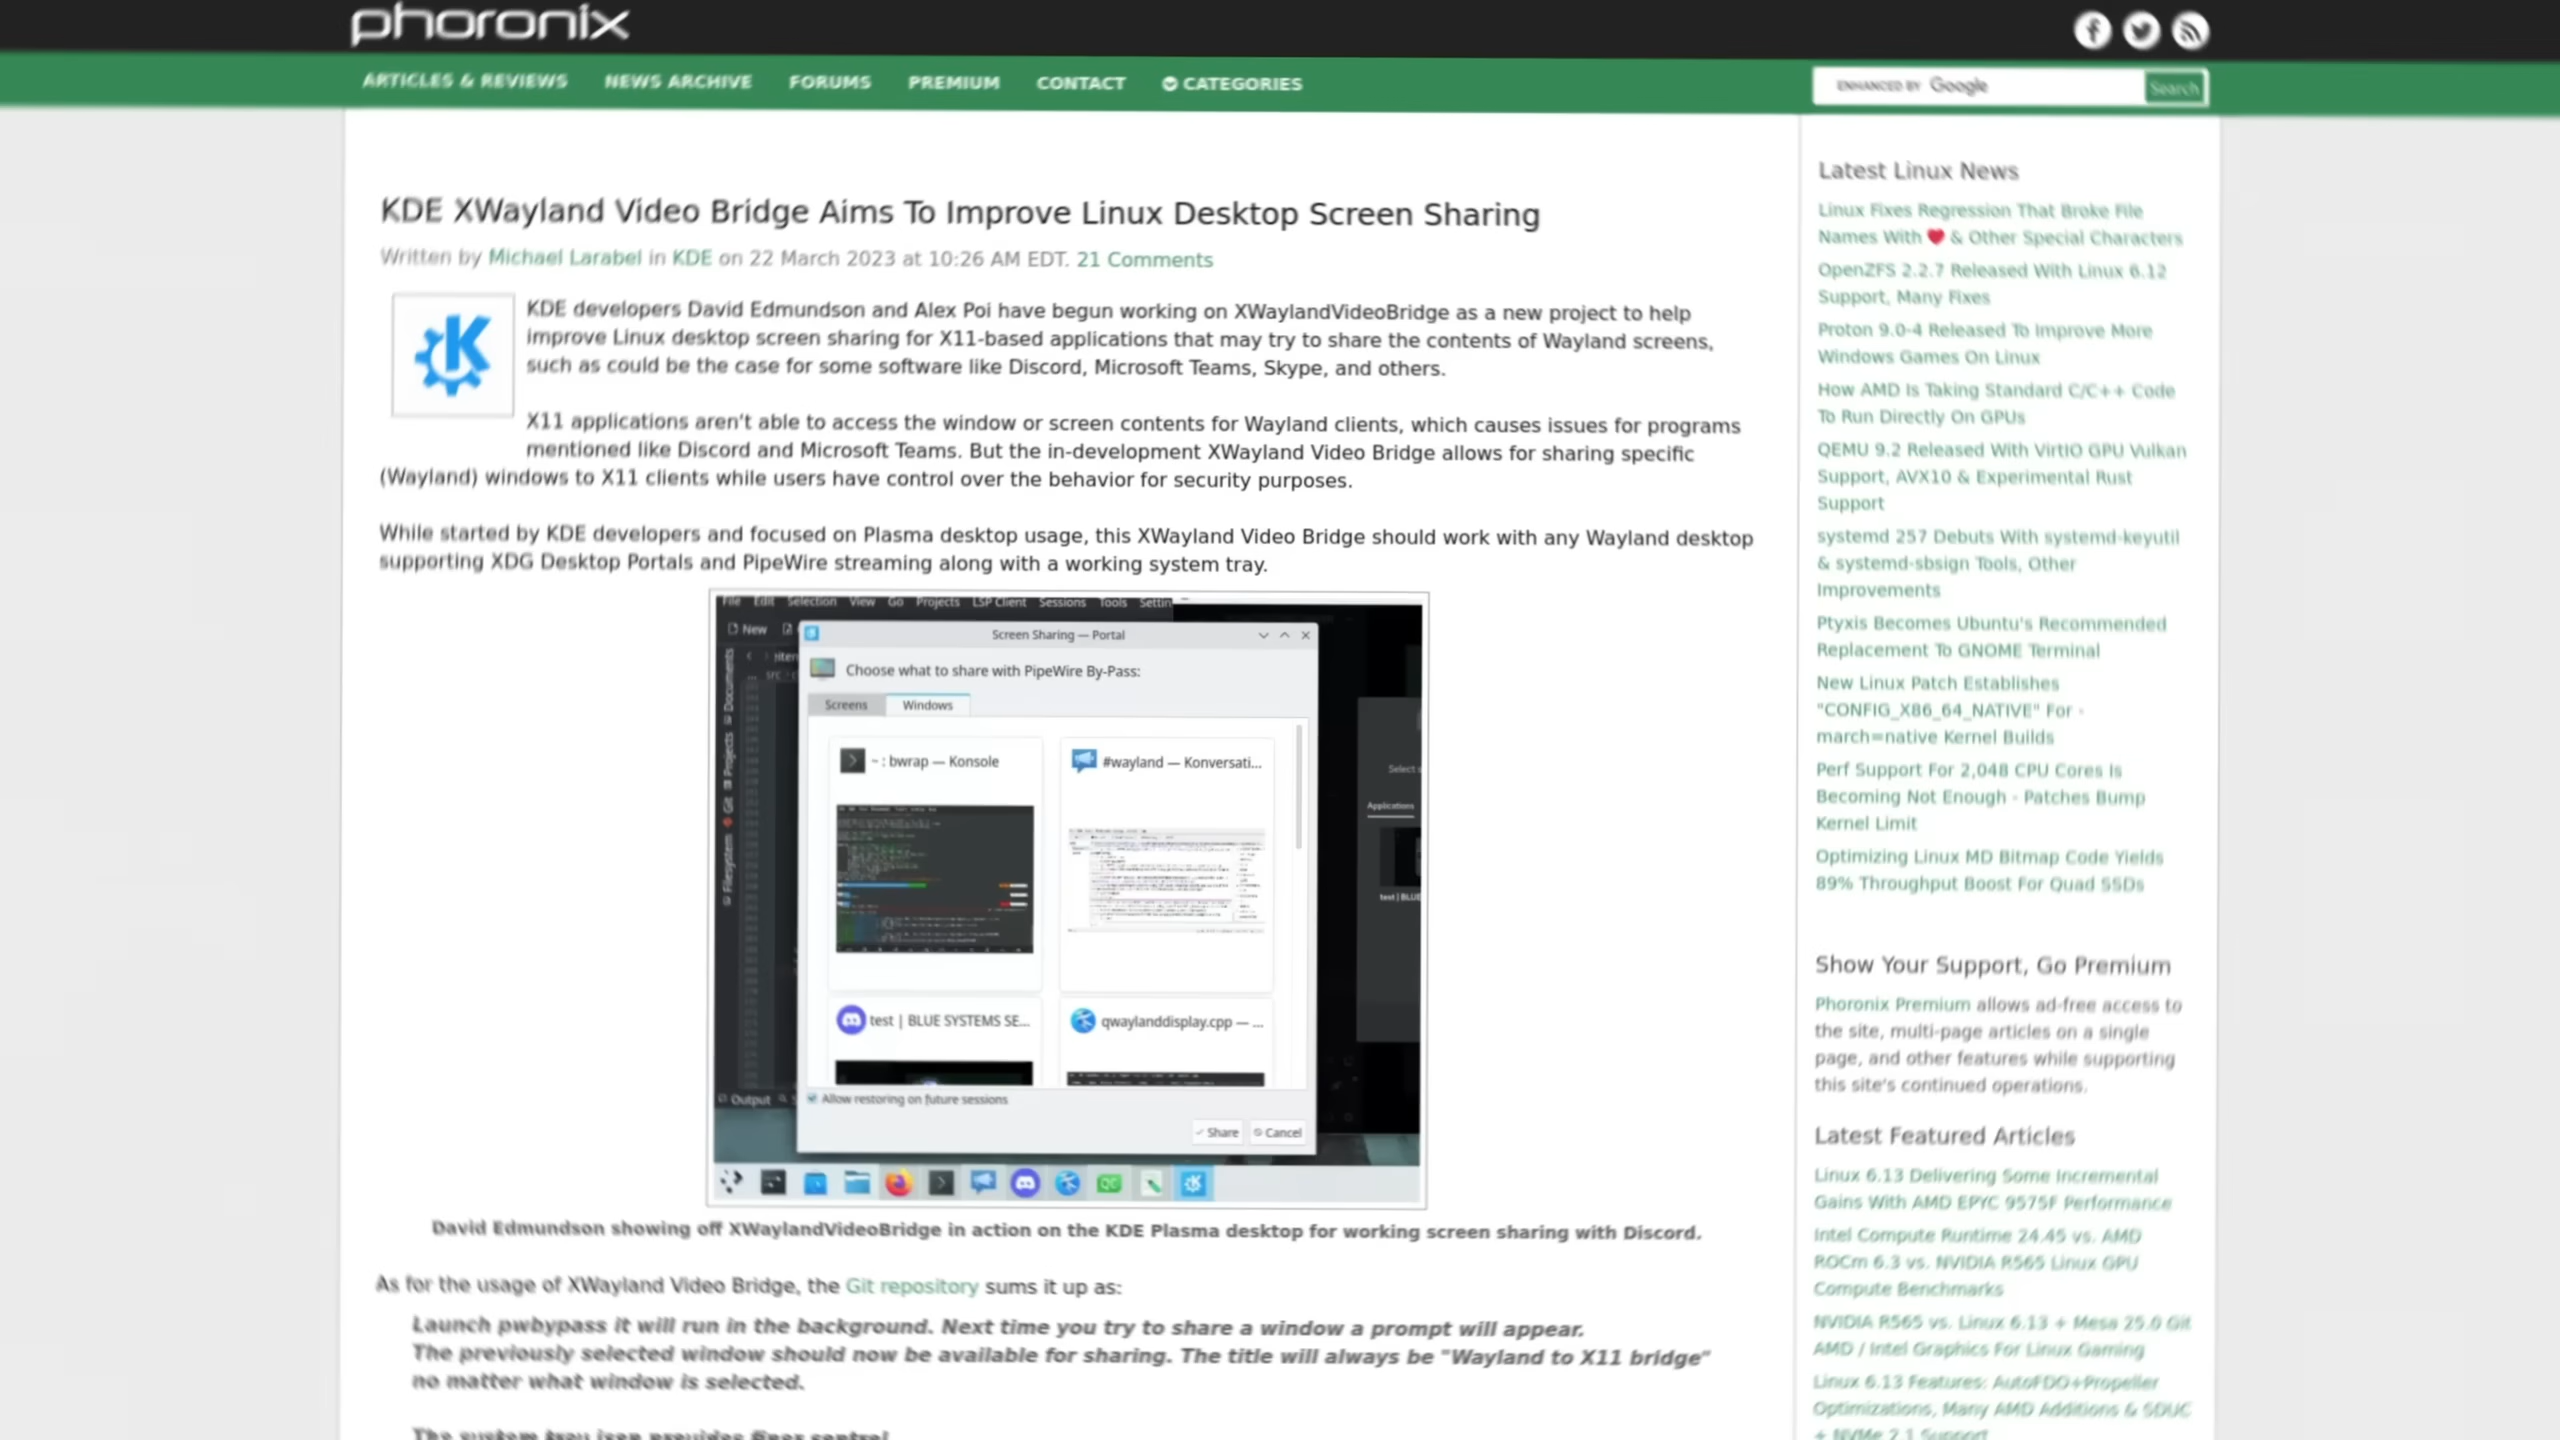 phoronix
ARTICLES & REVIEWS
NEWS ARCHIVE
FORUMS
PREMIUM
CONTACT
CATEGORIES
ENHANCED BY Google
Search
KDE XWayland Video Bridge Aims To Improve Linux Desktop Screen Sharing
Written by Michael Larabel in KDE on 22 March 2023 at 10:26 AM EDT. 21 Comments
KDE developers David Edmundson and Alex Poi have begun working on XWaylandVideoBridge as a new project to help
improve Linux desktop screen sharing for X11-based applications that may try to share the contents of Wayland screens,
such as could be the case for some software like Discord, Microsoft Teams, Skype, and others.
X11 applications aren't able to access the window or screen contents for Wayland clients, which causes issues for programs
mentioned like Discord and Microsoft Teams. But the in-development XWayland Video Bridge allows for sharing specific
(Wayland) windows to X11 clients while users have control over the behavior for security purposes.
While started by KDE developers and focused on Plasma desktop usage, this XWayland Video Bridge should work with any Wayland desktop
supporting XDG Desktop Portals and PipeWire streaming along with a working system tray.
File Edit Selection View Go Projects LSP Client Sessions Tools Settin
New
Screen Sharing — Portal
Choose what to share with PipeWire By-Pass:
Screens
Windows
~ : bwrap — Konsole
#wayland — Konversati...
test | BLUE SYSTEMS SE...
qwaylanddisplay.cpp — ...
Allow restoring on future sessions
Share
Cancel
Documents
Projects
Git
Filesystem
Output
Select
Applications
test | BLUE
David Edmundson showing off XWaylandVideoBridge in action on the KDE Plasma desktop for working screen sharing with Discord.
As for the usage of XWayland Video Bridge, the Git repository sums it up as:
Launch pwbypass it will run in the background. Next time you try to share a window a prompt will appear.
The previously selected window should now be available for sharing. The title will always be "Wayland to X11 bridge"
no matter what window is selected.
Latest Linux News
Linux Fixes Regression That Broke File
Names With ❤ & Other Special Characters
OpenZFS 2.2.7 Released With Linux 6.12
Support, Many Fixes
Proton 9.0-4 Released To Improve More
Windows Games On Linux
How AMD Is Taking Standard C/C++ Code
To Run Directly On GPUs
QEMU 9.2 Released With VirtIO GPU Vulkan
Support, AVX10 & Experimental Rust
Support
systemd 257 Debuts With systemd-keyutil
& systemd-sbsign Tools, Other
Improvements
Ptyxis Becomes Ubuntu's Recommended
Replacement To GNOME Terminal
New Linux Patch Establishes
"CONFIG_X86_64_NATIVE" For -
march=native Kernel Builds
Perf Support For 2,048 CPU Cores Is
Becoming Not Enough - Patches Bump
Kernel Limit
Optimizing Linux MD Bitmap Code Yields
89% Throughput Boost For Quad SSDs
Show Your Support, Go Premium
Phoronix Premium allows ad-free access to
the site, multi-page articles on a single
page, and other features while supporting
this site's continued operations.
Latest Featured Articles
Linux 6.13 Delivering Some Incremental
Gains With AMD EPYC 9575F Performance
Intel Compute Runtime 24.45 vs. AMD
ROCm 6.3 vs. NVIDIA R565 Linux GPU
Compute Benchmarks
NVIDIA R565 vs. Linux 6.13 + Mesa 25.0 Git
AMD / Intel Graphics For Linux Gaming
Linux 6.13 Features: AutoFDO+Propeller
Optimizations, Many AMD Additions & SDUC
+ NVMe 2.1 Support